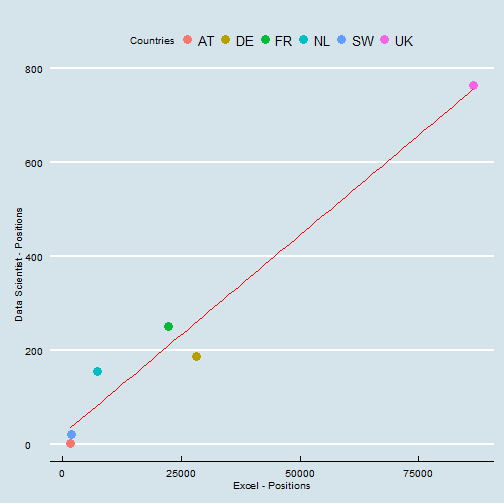 Countries AT DE FR NL SW UK
800
600
400
200
0
Data Scientist - Positions
0 25000 50000 75000
Excel - Positions